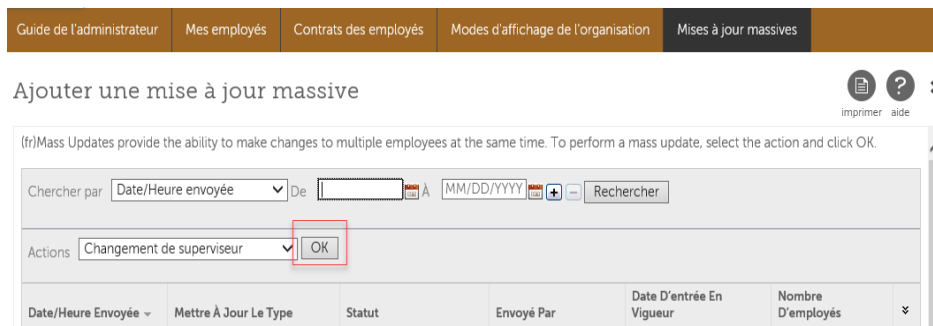 Guide de l'administrateur Mes employés Contrats des employés Modes d'affichage de l'organisation Mises à jour massives
Ajouter une mise à jour massive
imprimer aide
(fr)Mass Updates provide the ability to make changes to multiple employees at the same time. To perform a mass update, select the action and click OK.
Chercher par Date/Heure envoyée De À MM/DD/YYYY Rechercher
Actions Changement de superviseur OK
Date/Heure Envoyée Mettre À Jour Le Type Statut Envoyé Par Date D'entrée En Vigueur Nombre D'employés